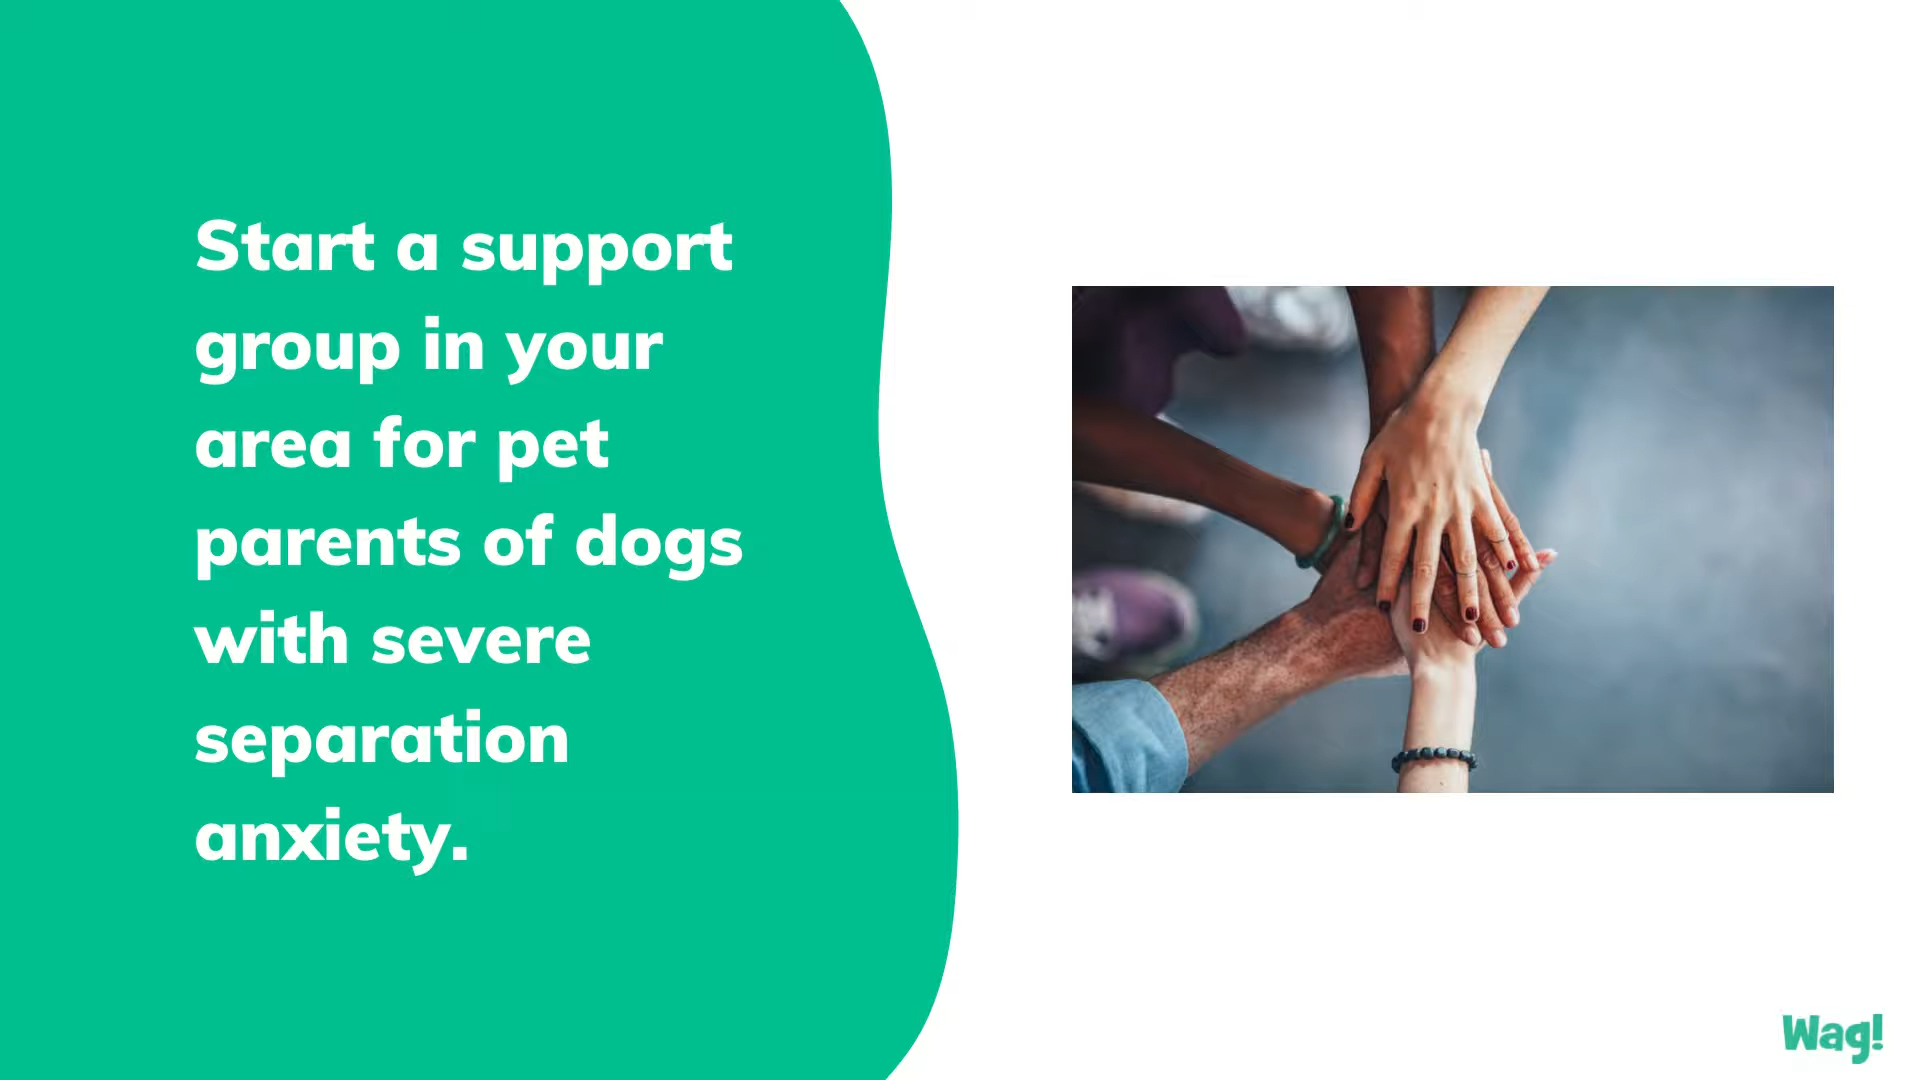 Start a support
group in your
area for pet
parents of dogs
with severe
separation
anxiety.
Wag!